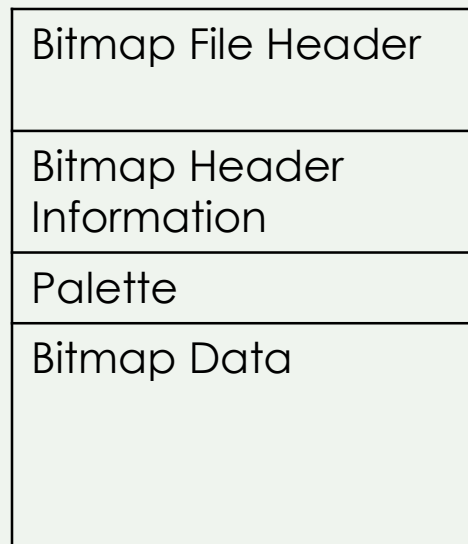 Bitmap File Header
Bitmap Header
Information
Palette
Bitmap Data